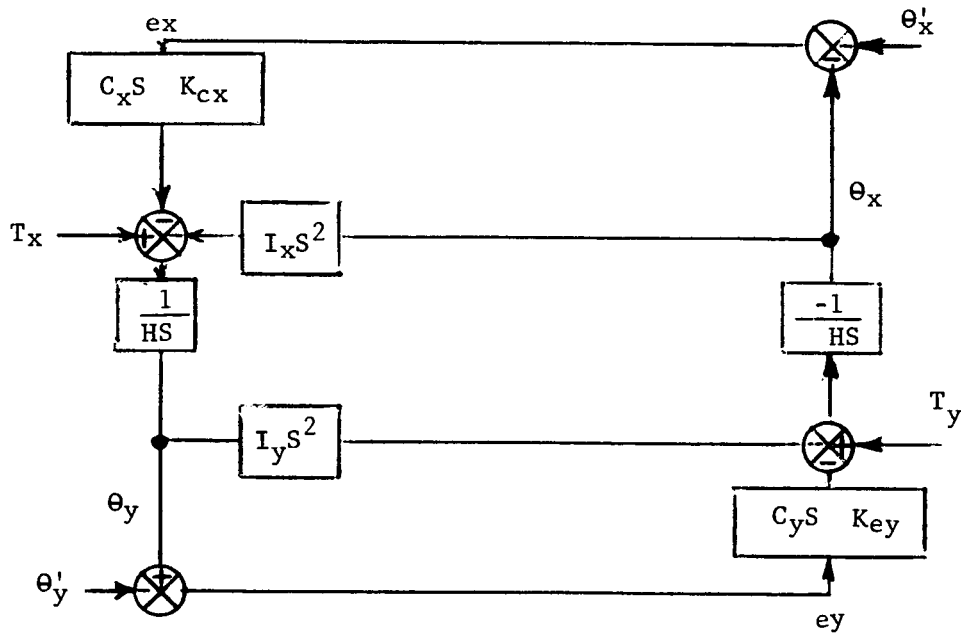 ex
θ'x
CxS Kcx
θx
Tx
+
−
−
IxS²
1
HS
-1
HS
Ty
IyS²
θy
−
+
−
CyS Key
θ'y
−
+
ey